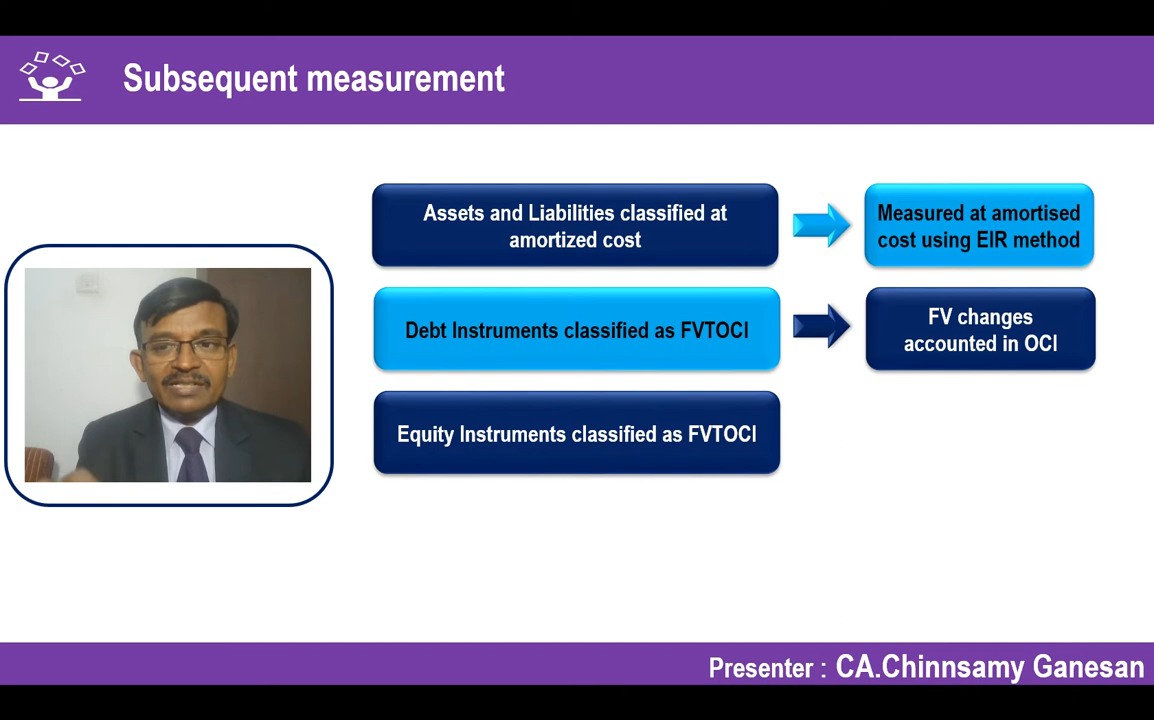 Subsequent measurement
Assets and Liabilities classified at
amortized cost
Measured at amortised
cost using EIR method
Debt Instruments classified as FVTOCI
FV changes
accounted in OCI
Equity Instruments classified as FVTOCI
Presenter : CA.Chinnsamy Ganesan